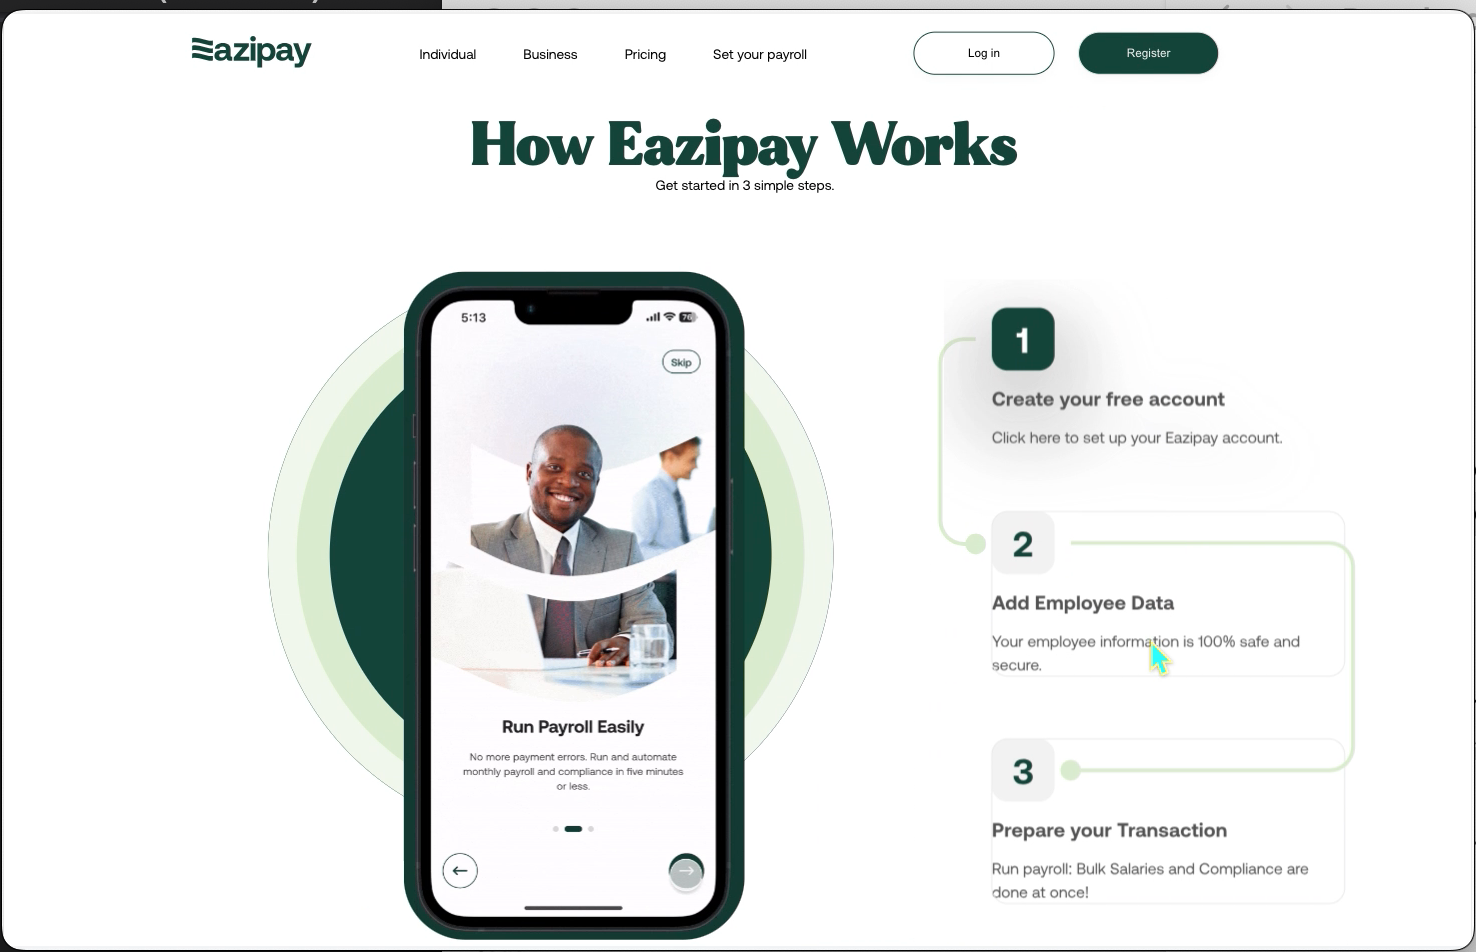 Eazipay
Individual
Business
Pricing
Set your payroll
Log in
Register
How Eazipay Works
Get started in 3 simple steps.
5:13
76
Skip
Run Payroll Easily
No more payment errors. Run and automate
monthly payroll and compliance in five minutes
or less.
1
Create your free account
Click here to set up your Eazipay account.
2
Add Employee Data
Your employee information is 100% safe and
secure.
3
Prepare your Transaction
Run payroll: Bulk Salaries and Compliance are
done at once!